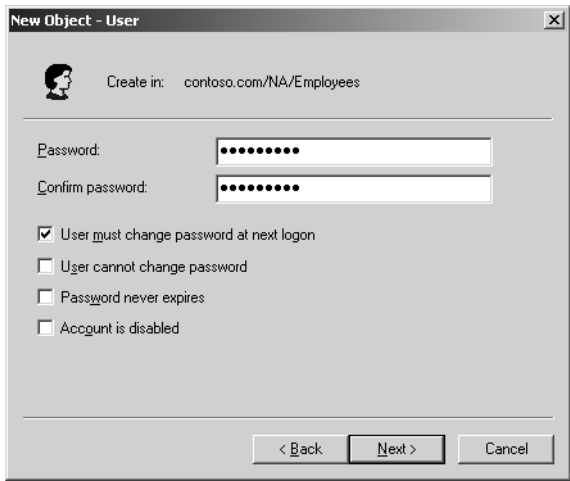 New Object - User
Create in: contoso.com/NA/Employees
Password: •••••••••
Confirm password: •••••••••
User must change password at next logon
User cannot change password
Password never expires
Account is disabled
< Back Next > Cancel